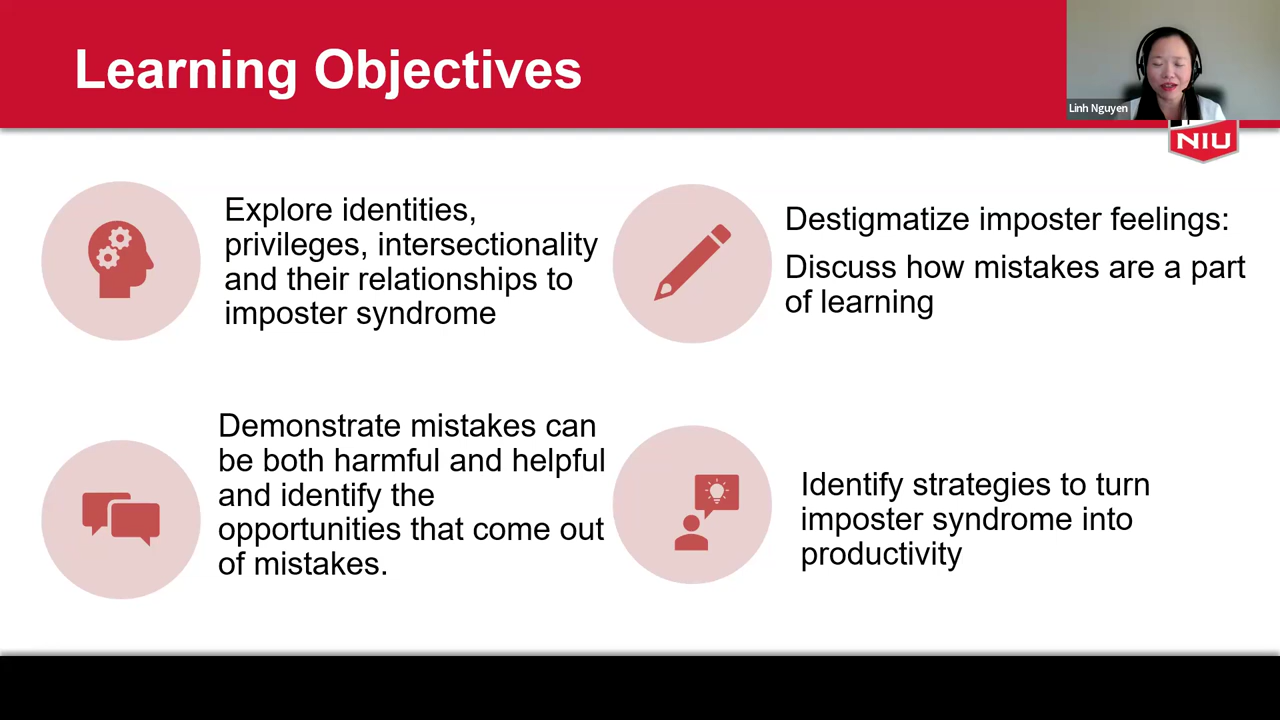 Learning Objectives
Linh Nguyen
NIU
Explore identities,
privileges, intersectionality
and their relationships to
imposter syndrome
Destigmatize imposter feelings:
Discuss how mistakes are a part
of learning
Demonstrate mistakes can
be both harmful and helpful
and identify the
opportunities that come out
of mistakes.
Identify strategies to turn
imposter syndrome into
productivity